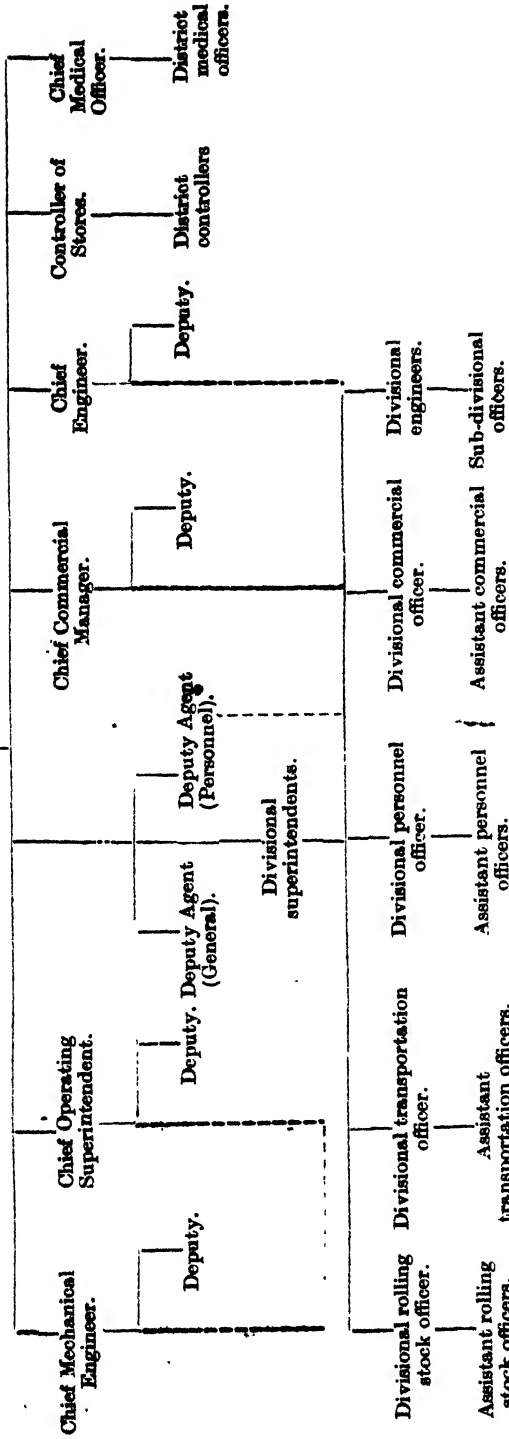 Chief Mechanical
Engineer.
Chief Operating
Superintendent.
Chief Commercial
Manager.
Chief
Engineer.
Controller of
Stores.
Chief
Medical
Officer.
Deputy.
Deputy.
Deputy Agent
(General).
Deputy Agent
(Personnel).
Deputy.
Deputy.
District
controllers
District
medical
officers.
Divisional
superintendents.
Divisional rolling
stock officer.
Divisional transportation
officer.
Divisional personnel
officer.
Divisional commercial
officer.
Divisional
engineers.
Assistant rolling
stock officers.
Assistant
transportation officers.
Assistant personnel
officers.
Assistant commercial
officers.
Sub-divisional
officers.